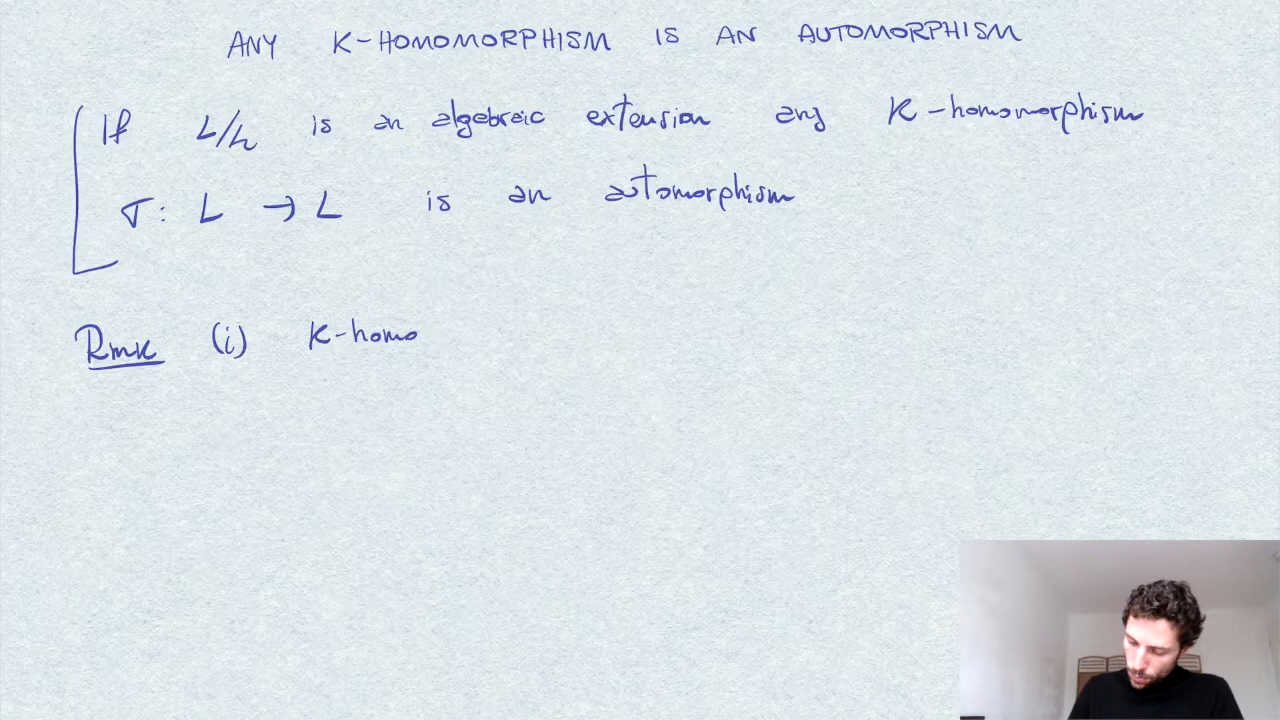 ANY K-HOMOMORPHISM IS AN AUTOMORPHISM
If L/k is an algebraic extension any K-homomorphism
σ: L → L is an automorphism
Rmk (i) K-homo